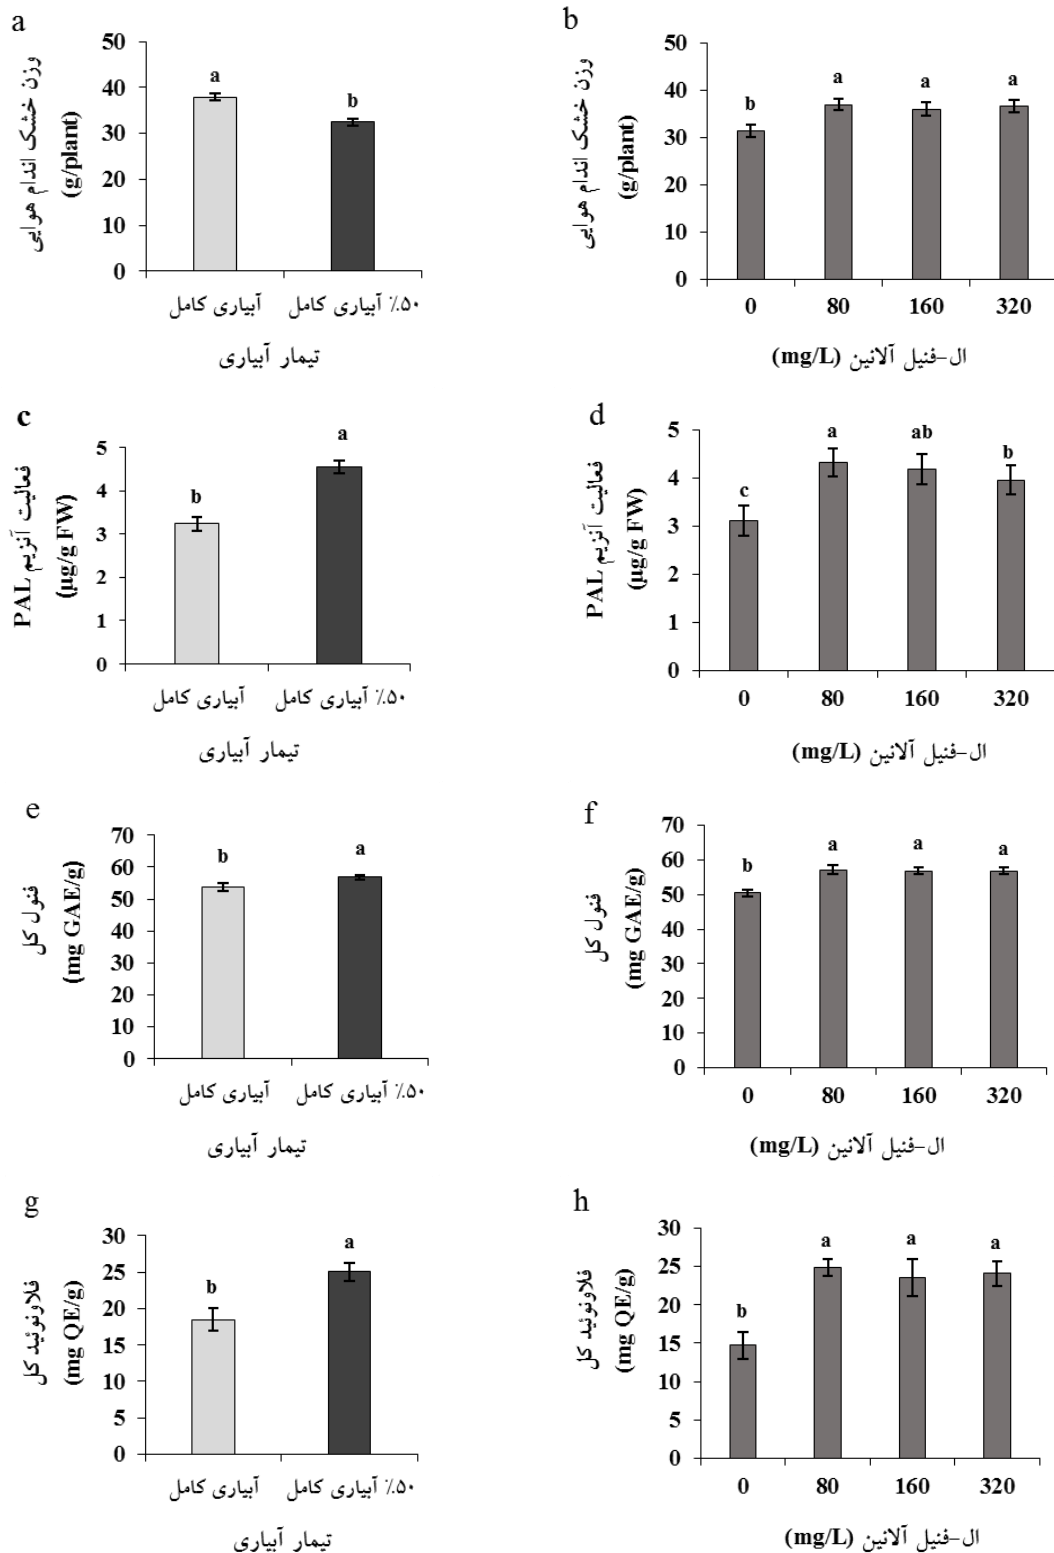 a
وزن خشک اندام هوایی
(g/plant)
50
40
30
20
10
0
a
b
آبیاری کامل
۵۰٪ آبیاری کامل
تیمار آبیاری
b
وزن خشک اندام هوایی
(g/plant)
50
40
30
20
10
0
b
a
a
a
0 80 160 320
ال-فنیل آلانین (mg/L)
c
فعالیت آنزیم PAL
(µg/g FW)
5
4
3
2
1
0
b
a
آبیاری کامل
۵۰٪ آبیاری کامل
تیمار آبیاری
d
فعالیت آنزیم PAL
(µg/g FW)
5
4
3
2
1
0
c
a
ab
b
0 80 160 320
ال-فنیل آلانین (mg/L)
e
فنول کل
(mg GAE/g)
70
60
50
40
30
20
10
0
b
a
آبیاری کامل
۵۰٪ آبیاری کامل
تیمار آبیاری
f
فنول کل
(mg GAE/g)
70
60
50
40
30
20
10
0
b
a
a
a
0 80 160 320
ال-فنیل آلانین (mg/L)
g
فلاونوئید کل
(mg QE/g)
30
25
20
15
10
5
0
b
a
آبیاری کامل
۵۰٪ آبیاری کامل
تیمار آبیاری
h
فلاونوئید کل
(mg QE/g)
30
25
20
15
10
5
0
b
a
a
a
0 80 160 320
ال-فنیل آلانین (mg/L)